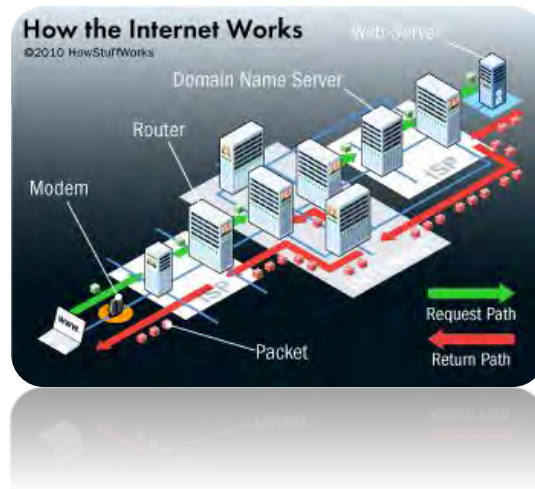 How the Internet Works
©2010 HowStuffWorks
Web Server
Domain Name Server
Router
Modem
ISP
ISP
www.
Packet
Request Path
Return Path